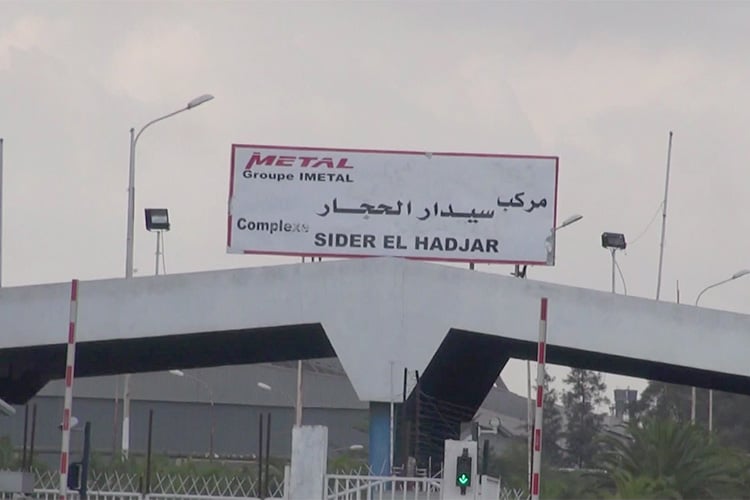 METAL
Groupe IMETAL
مركب سيدار الحجار
Complexe
SIDER EL HADJAR